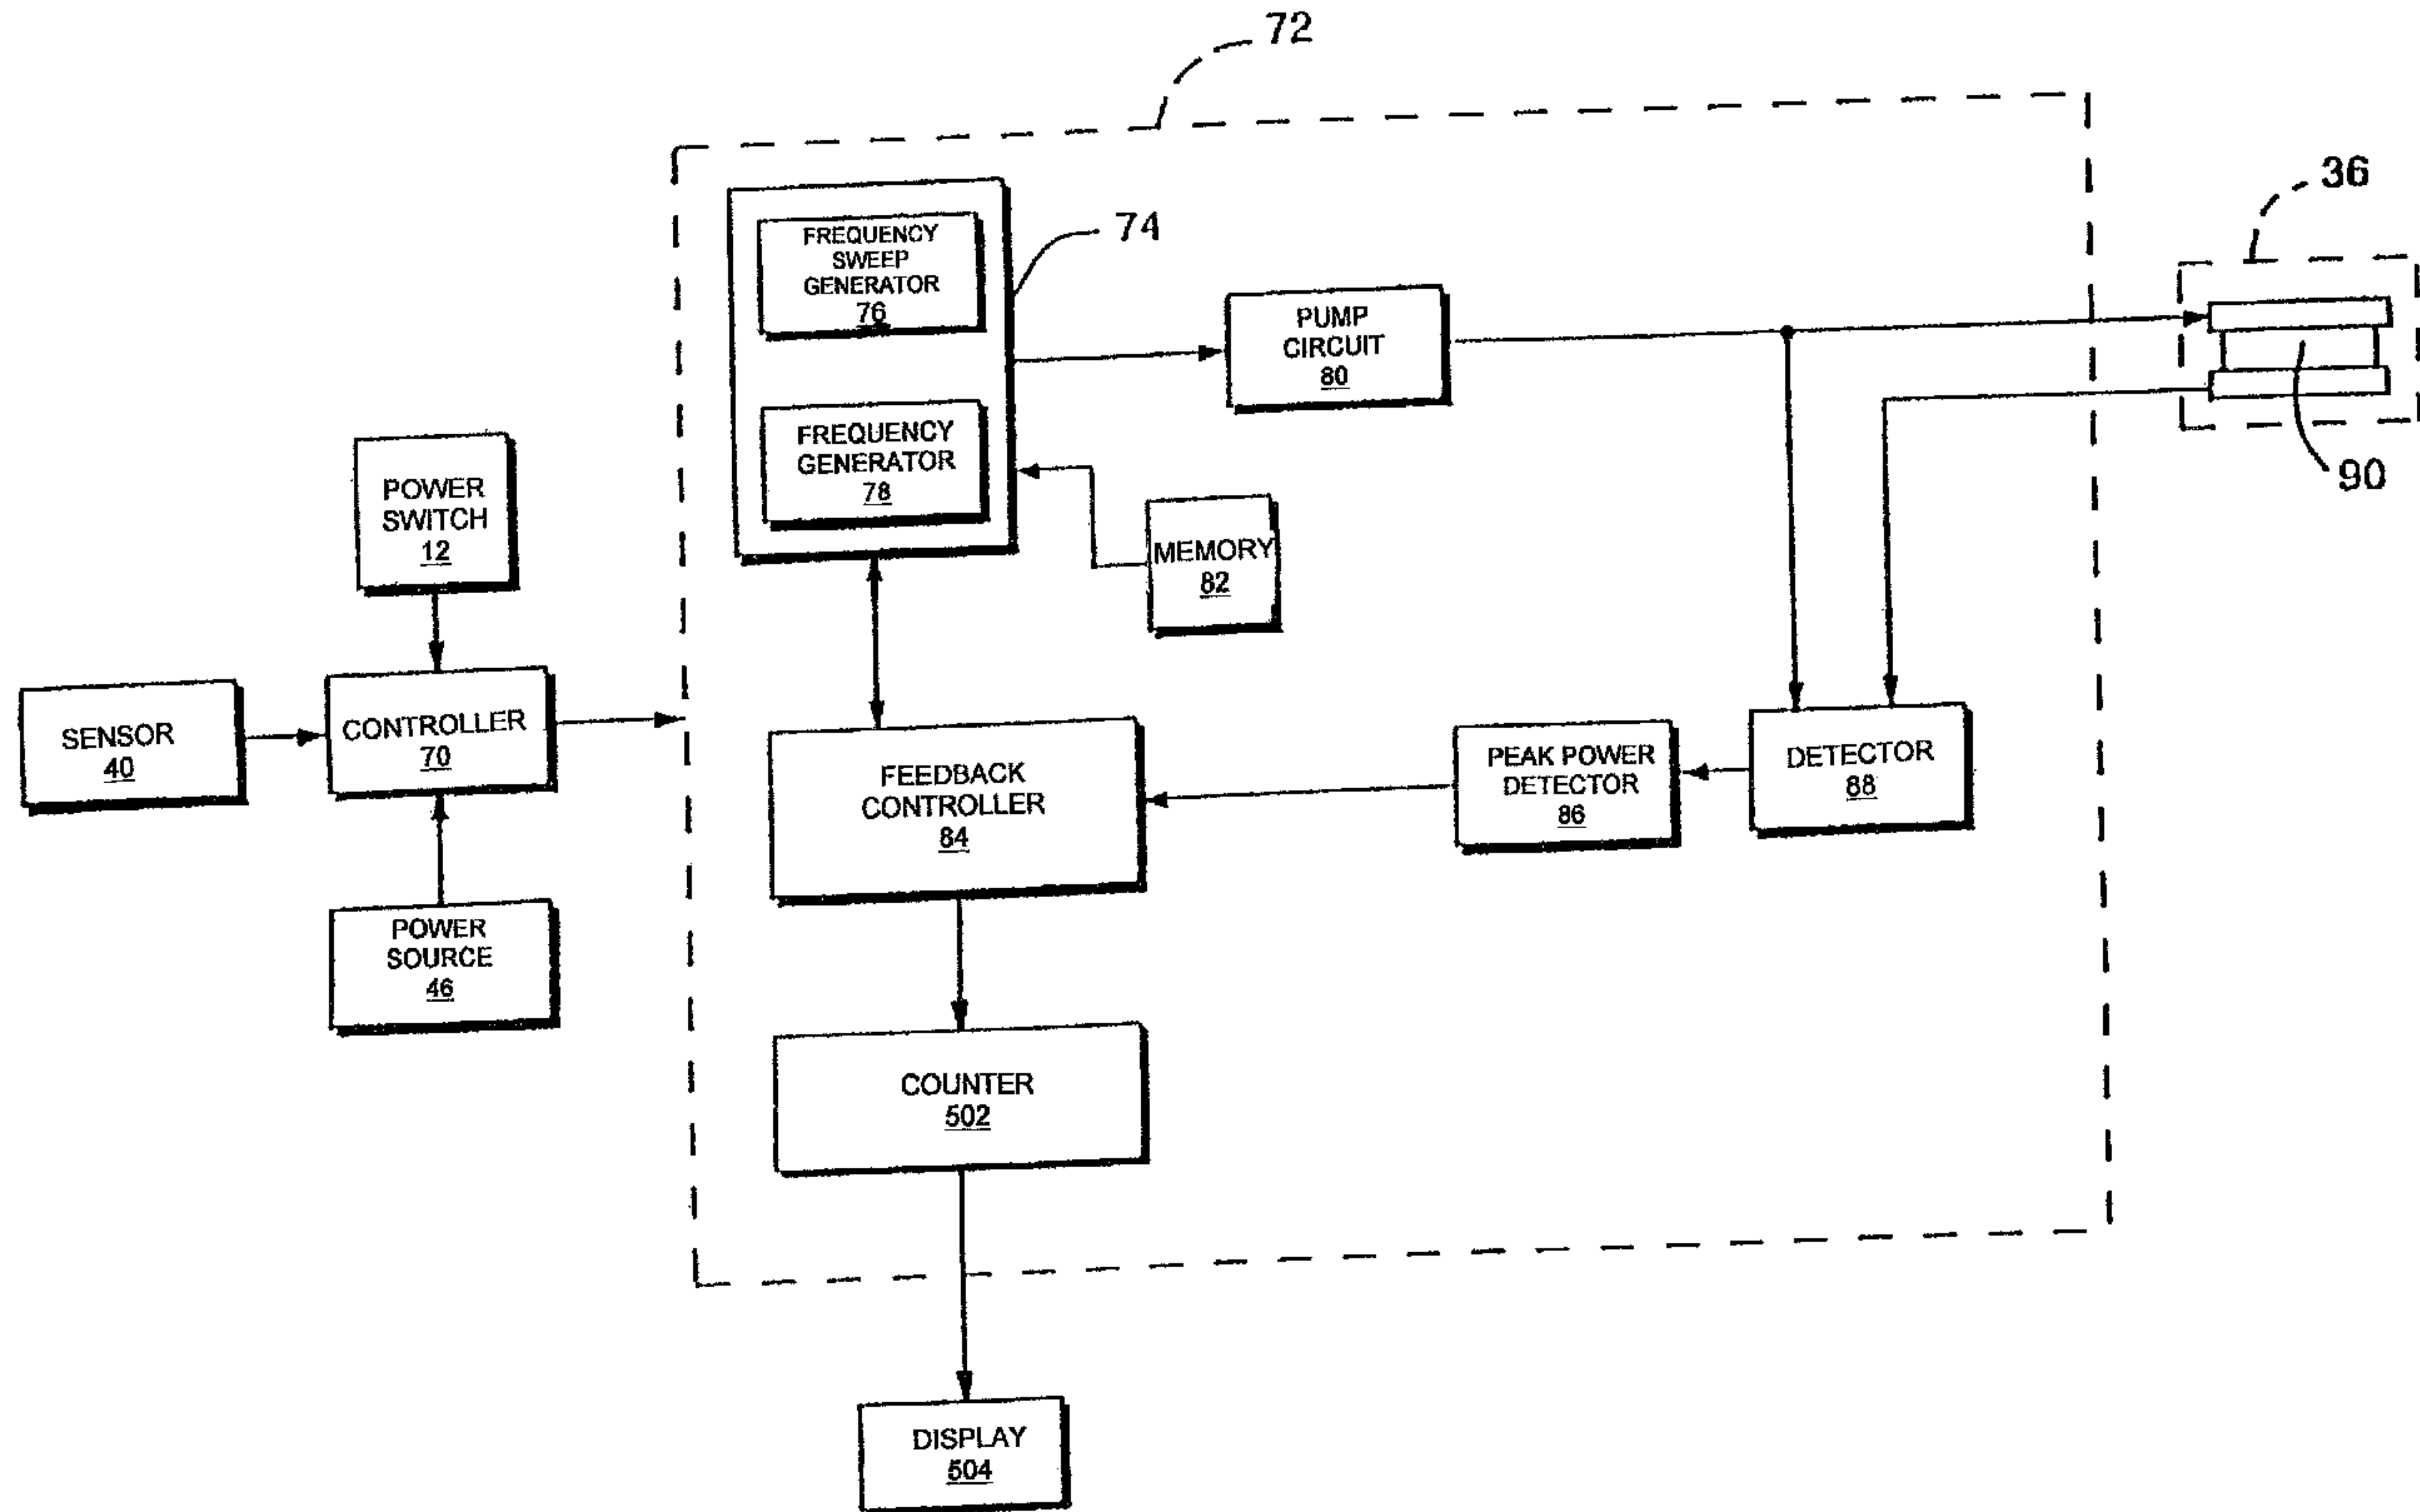 72
36
FREQUENCY
SWEEP
GENERATOR
76
74
PUMP
CIRCUIT
80
90
FREQUENCY
GENERATOR
78
POWER
SWITCH
12
MEMORY
82
SENSOR
40
CONTROLLER
70
FEEDBACK
CONTROLLER
84
PEAK POWER
DETECTOR
86
DETECTOR
88
POWER
SOURCE
46
COUNTER
502
DISPLAY
504